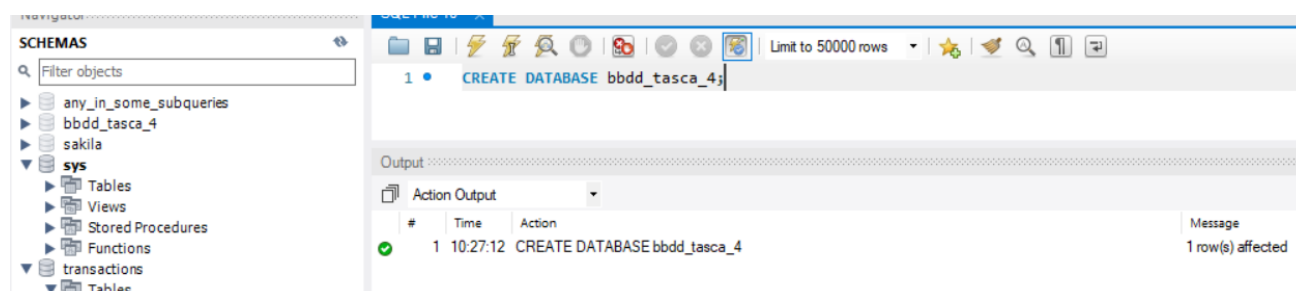 SCHEMAS
Filter objects
any_in_some_subqueries
bbdd_tasca_4
sakila
sys
Tables
Views
Stored Procedures
Functions
transactions
Tables
Limit to 50000 rows
1 CREATE DATABASE bbdd_tasca_4;
Output
Action Output
# Time Action Message
1 10:27:12 CREATE DATABASE bbdd_tasca_4 1 row(s) affected